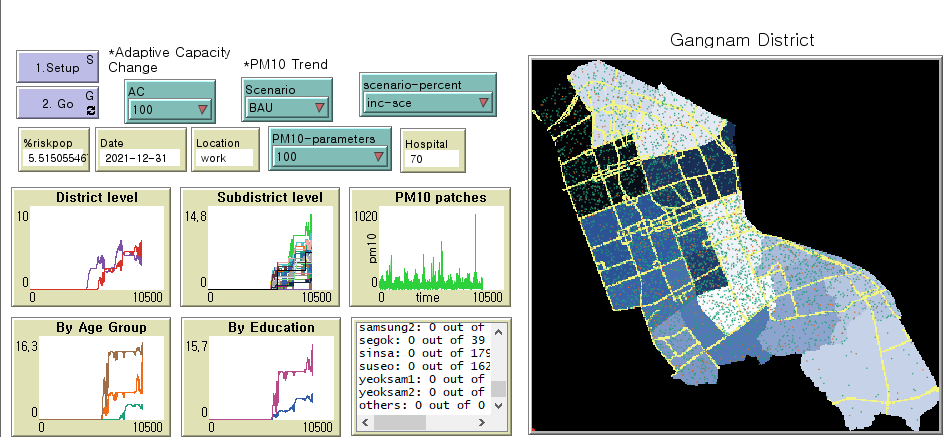 Gangnam District
*Adaptive Capacity
Change
*PM10 Trend
1.Setup
S
2. Go
G
AC
100
Scenario
BAU
scenario-percent
inc-sce
%riskpop
5.515055467
Date
2021-12-31
Location
work
PM10-parameters
100
Hospital
70
District level
10
0
0
10500
Subdistrict level
14,8
0
0
10500
PM10 patches
1020
pm10
0
0
time
10500
By Age Group
16,3
0
0
10500
By Education
15,7
0
0
10500
samsung2: 0 out of
segok: 0 out of 39
sinsa: 0 out of 179
suseo: 0 out of 162
yeoksam1: 0 out of
yeoksam2: 0 out of
others: 0 out of 0